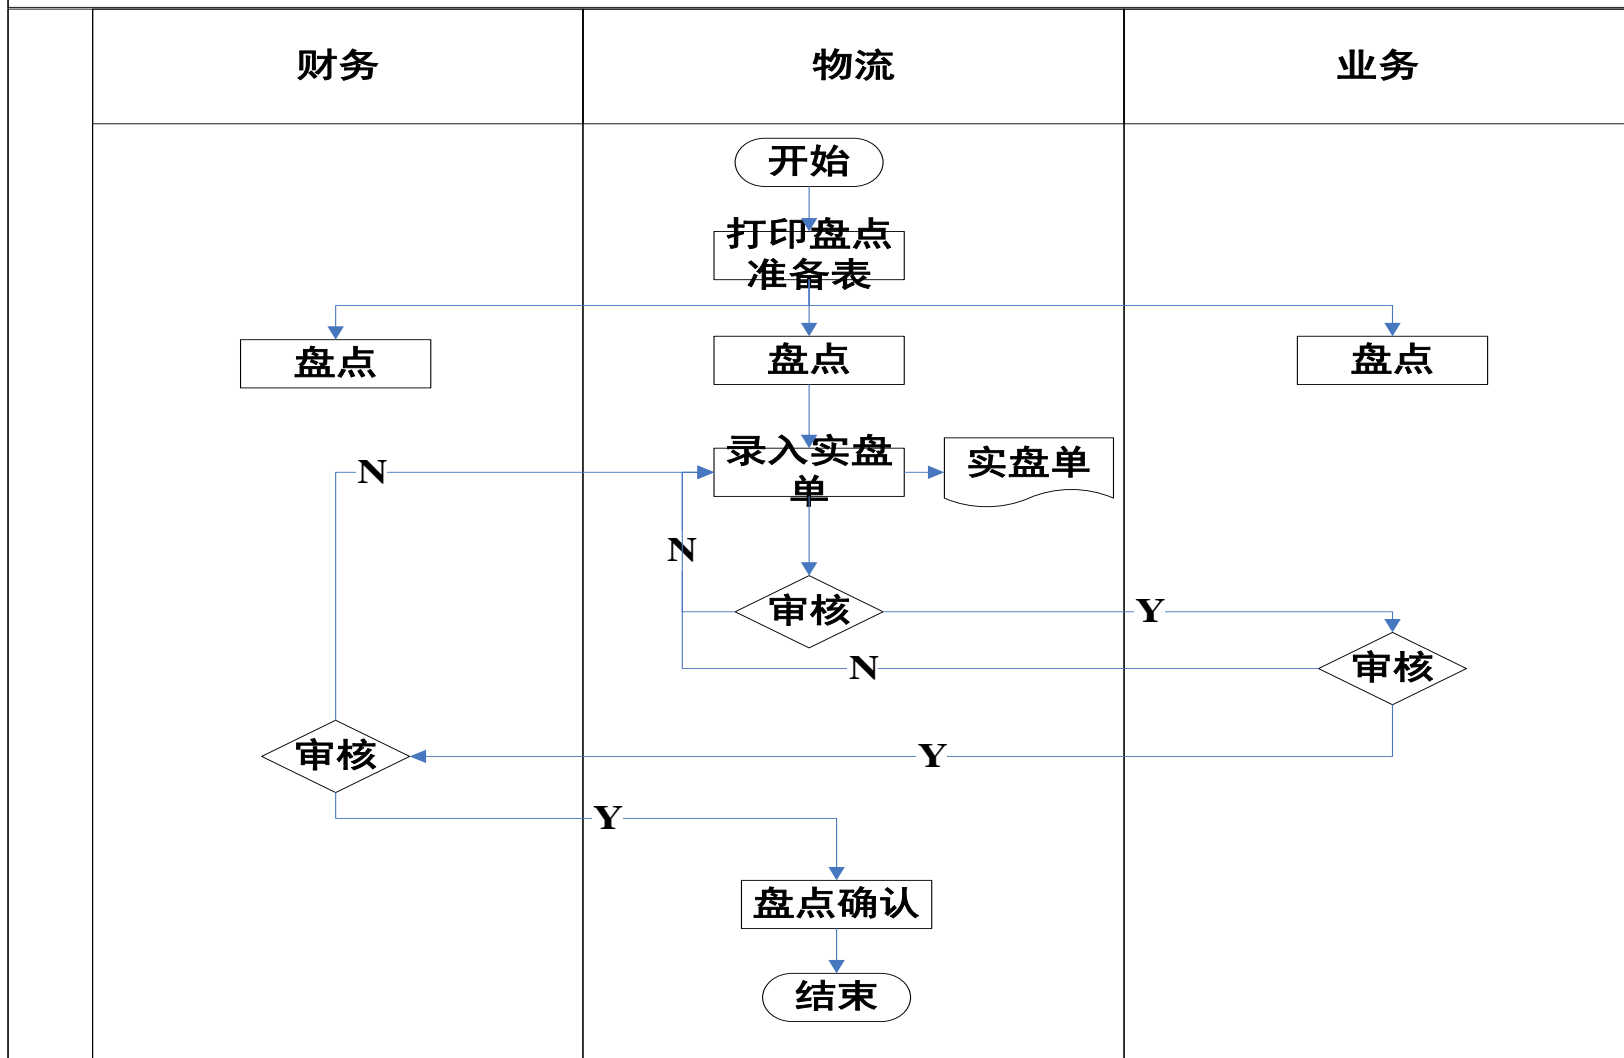 财务
物流
业务
开始
打印盘点
准备表
盘点
盘点
盘点
录入实盘
单
实盘单
N
N
审核
Y
N
审核
审核
Y
Y
盘点确认
结束